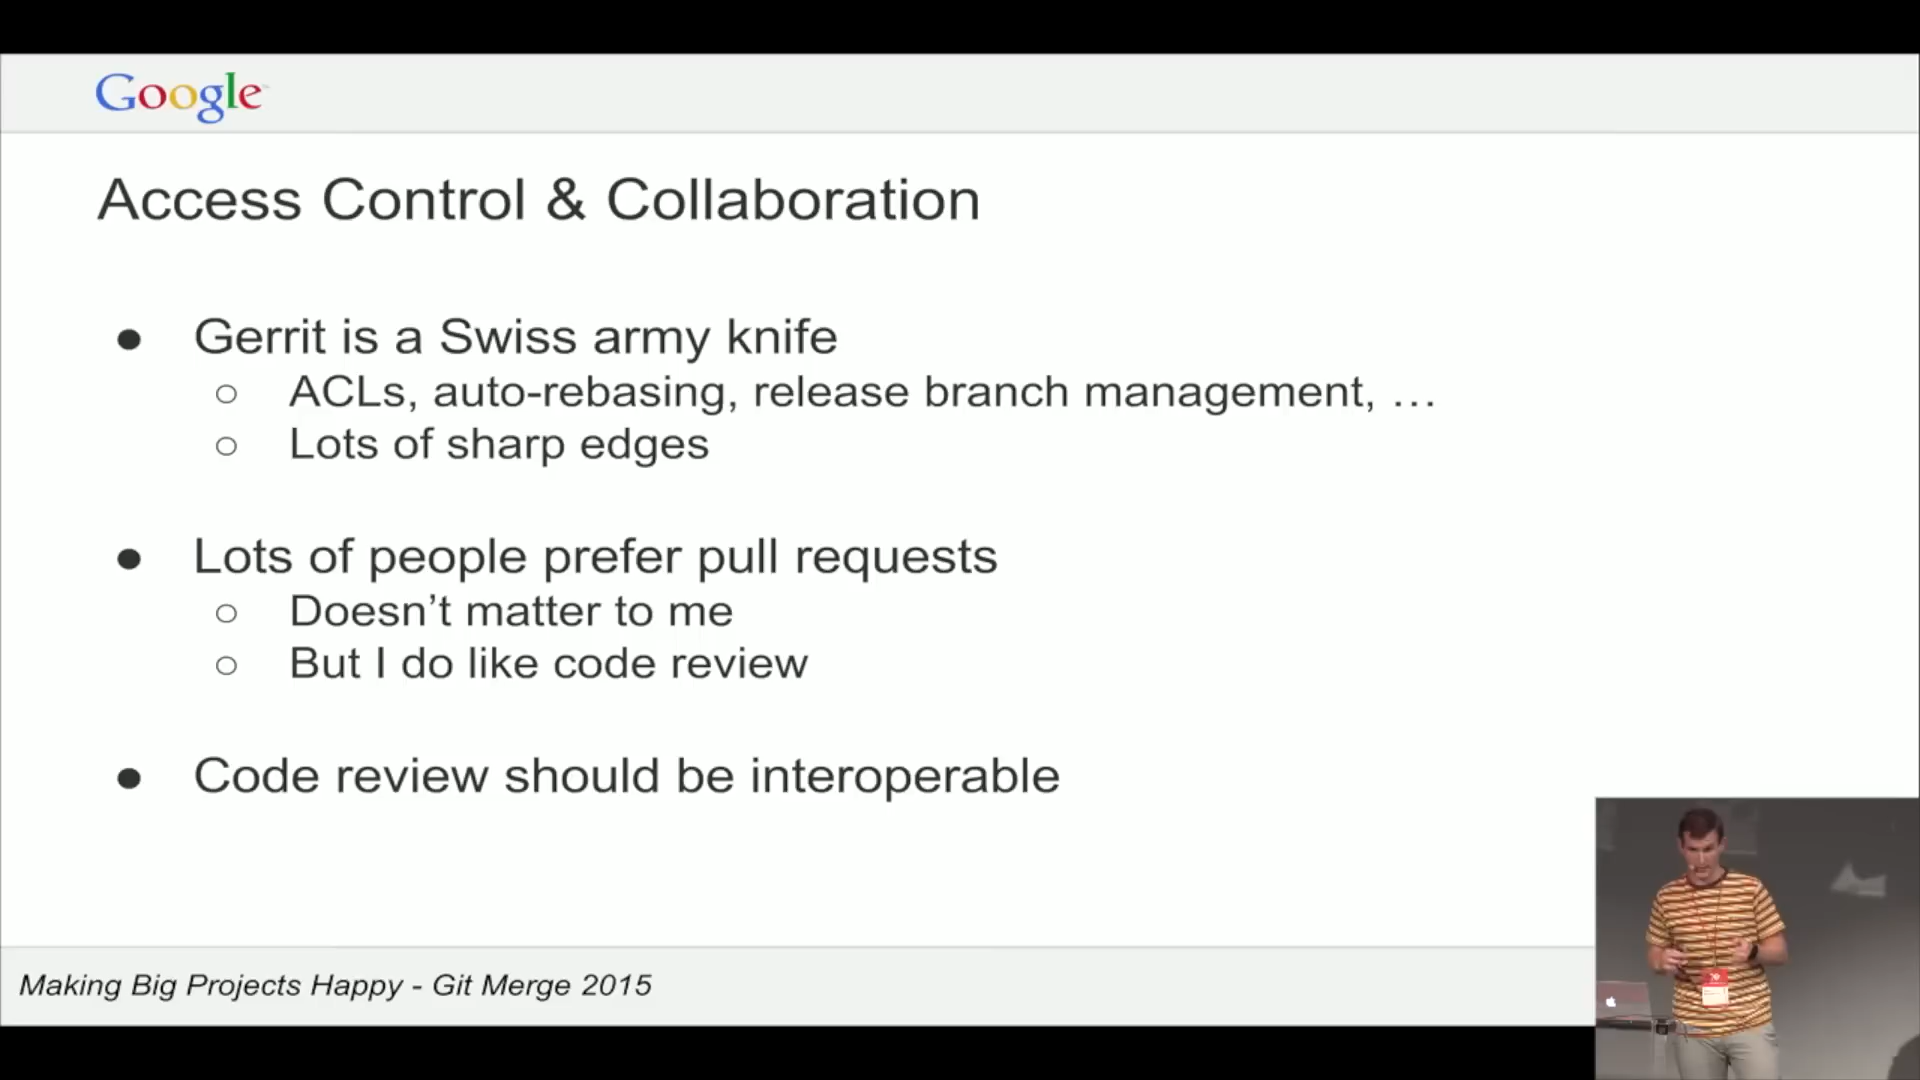 Google
Access Control & Collaboration
● Gerrit is a Swiss army knife
○ ACLs, auto-rebasing, release branch management, …
○ Lots of sharp edges
● Lots of people prefer pull requests
○ Doesn’t matter to me
○ But I do like code review
● Code review should be interoperable
Making Big Projects Happy - Git Merge 2015